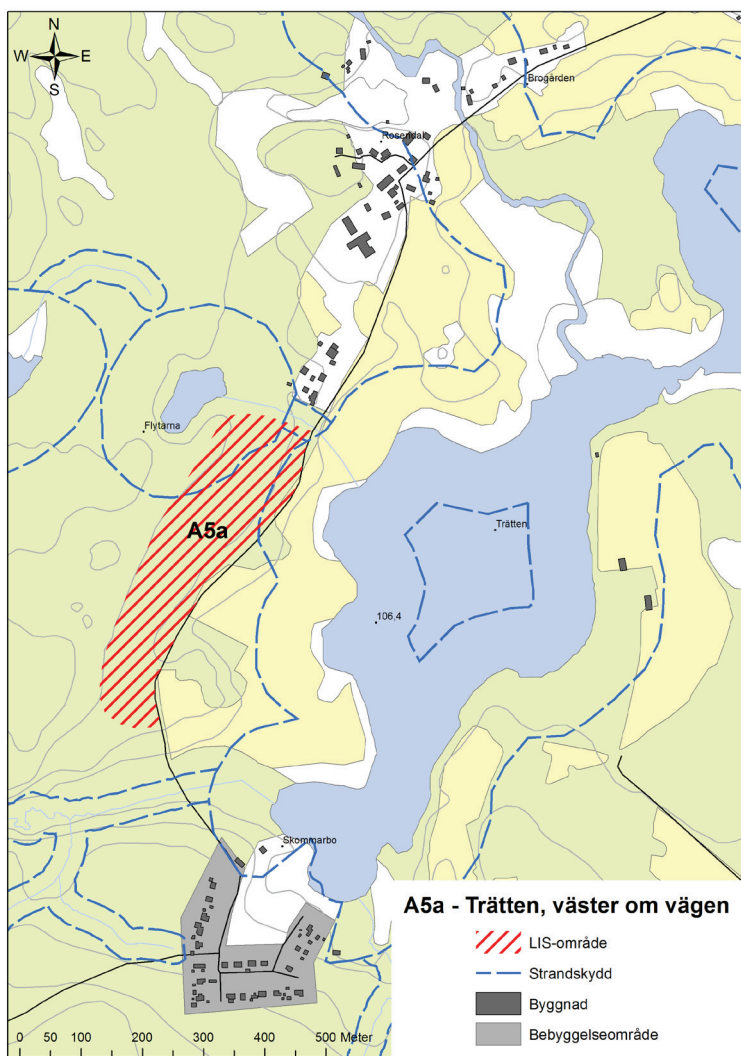 N
W E
S
Brogården
Rosendal
Flytärna
A5a
Trätten
106,4
Skommarbo
A5a - Trätten, väster om vägen
LIS-område
Strandskydd
Byggnad
Bebyggelseområde
0 50 100 200 300 400 500 Meter